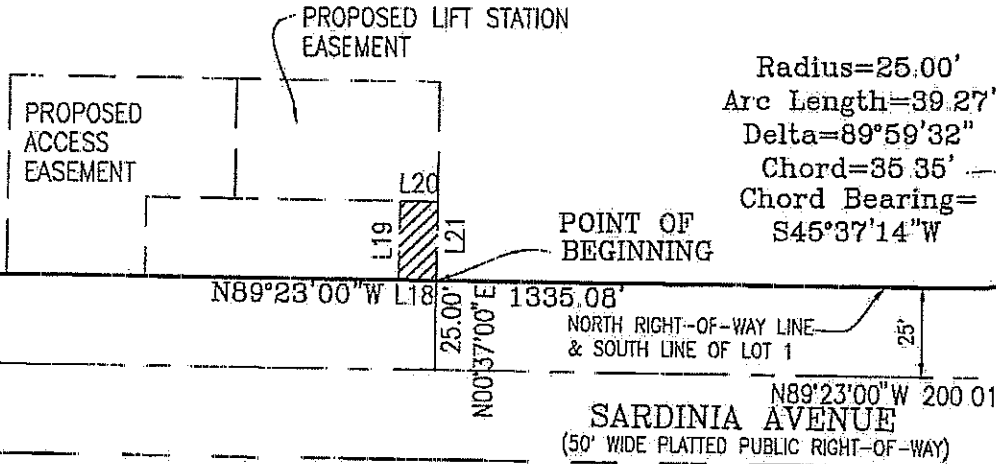 PROPOSED LIFT STATION
EASEMENT
PROPOSED
ACCESS
EASEMENT
Radius=25.00'
Arc Length=39.27'
Delta=89°59'32"
Chord=35.35'
Chord Bearing=
S45°37'14"W
L20
L19
L21
POINT OF
BEGINNING
N89°23'00"W L18
1335.08'
25.00'
N00°37'00"E
NORTH RIGHT-OF-WAY LINE
& SOUTH LINE OF LOT 1
25'
N89°23'00"W 200.01
SARDINIA AVENUE
(50' WIDE PLATTED PUBLIC RIGHT-OF-WAY)